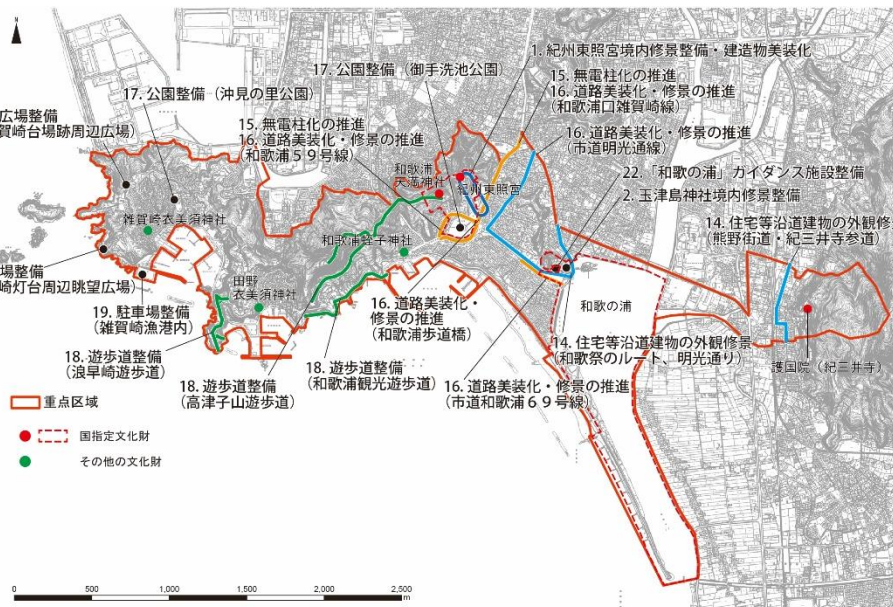 1. 紀州東照宮境内修景整備・建造物美装化
17. 公園整備（御手洗池公園）
15. 無電柱化の推進
16. 道路美装化・修景の推進
（和歌浦口雑賀崎線）
17. 公園整備（沖見の里公園）
広場整備
賀崎台場跡周辺広場）
15. 無電柱化の推進
16. 道路美装化・修景の推進
（和歌浦５９号線）
16. 道路美装化・修景の推進
（市道明光通線）
22.「和歌の浦」ガイダンス施設整備
2. 玉津島神社境内修景整備
和歌浦
天満神社
紀州東照宮
雑賀崎衣美須神社
和歌浦蛭子神社
14. 住宅等沿道建物の外観修
（熊野街道・紀三井寺参道）
場整備
崎灯台周辺眺望広場）
田野
衣美須神社
和歌の浦
19. 駐車場整備
（雑賀崎漁港内）
16. 道路美装化・
修景の推進
（和歌浦歩道橋）
14. 住宅等沿道建物の外観修景
（和歌祭のルート、明光通り）
護国院（紀三井寺）
18. 遊歩道整備
（浪早崎遊歩道）
18. 遊歩道整備
（高津子山遊歩道）
18. 遊歩道整備
（和歌浦観光遊歩道）
16. 道路美装化・修景の推進
（市道和歌浦６９号線）
重点区域
国指定文化財
その他の文化財
0 500 1,000 1,500 2,000 2,500
m